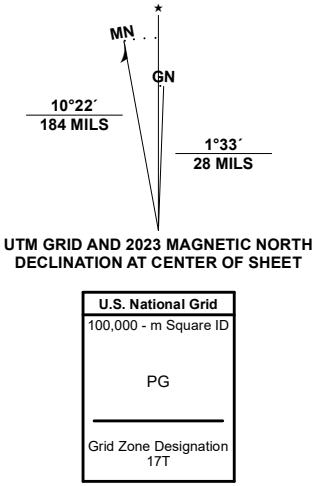 MN
GN
10°22´
184 MILS
1°33´
28 MILS
UTM GRID AND 2023 MAGNETIC NORTH
DECLINATION AT CENTER OF SHEET
U.S. National Grid
100,000 - m Square ID
PG
Grid Zone Designation
17T